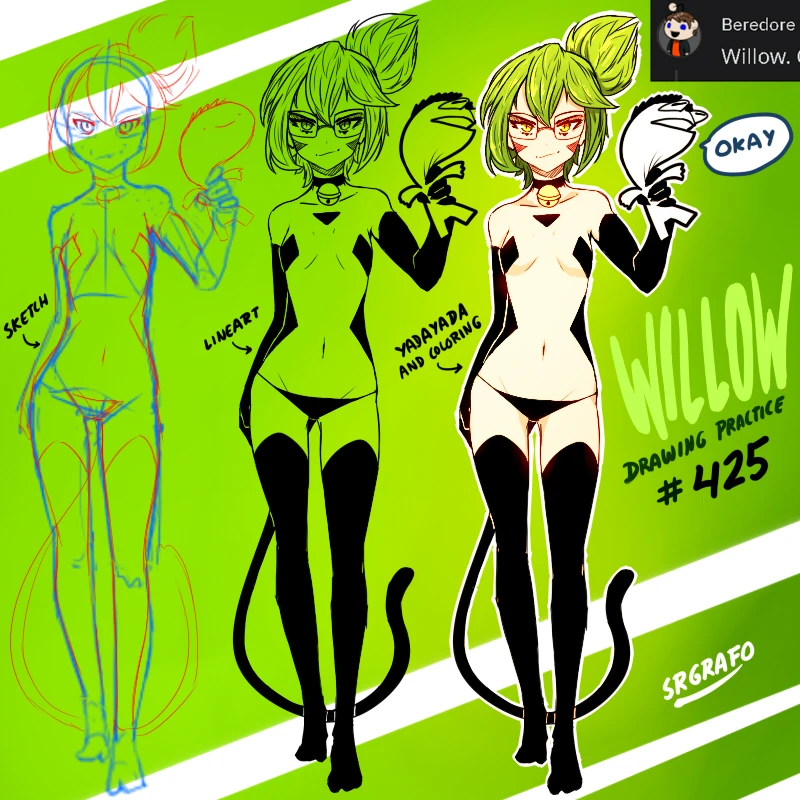 Beredore
Willow.
OKAY
SKETCH
LINEART
YADAYADA
AND COLORING
WILLOW
DRAWING PRACTICE
# 425
SRGRAFO